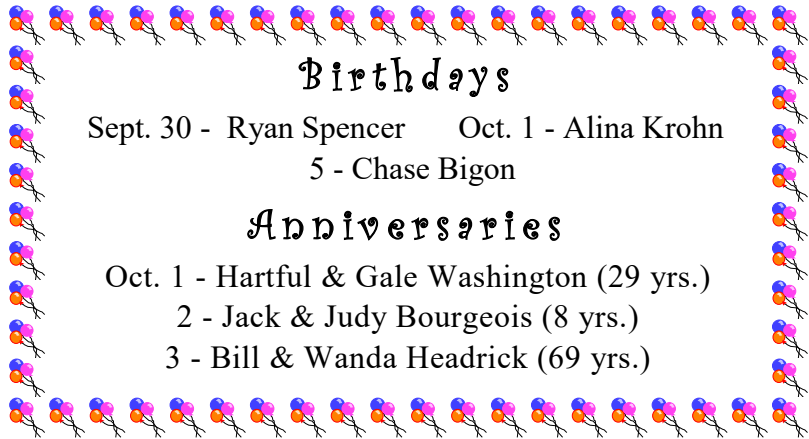 Birthdays
Sept. 30 - Ryan Spencer Oct. 1 - Alina Krohn
5 - Chase Bigon
Anniversaries
Oct. 1 - Hartful & Gale Washington (29 yrs.)
2 - Jack & Judy Bourgeois (8 yrs.)
3 - Bill & Wanda Headrick (69 yrs.)